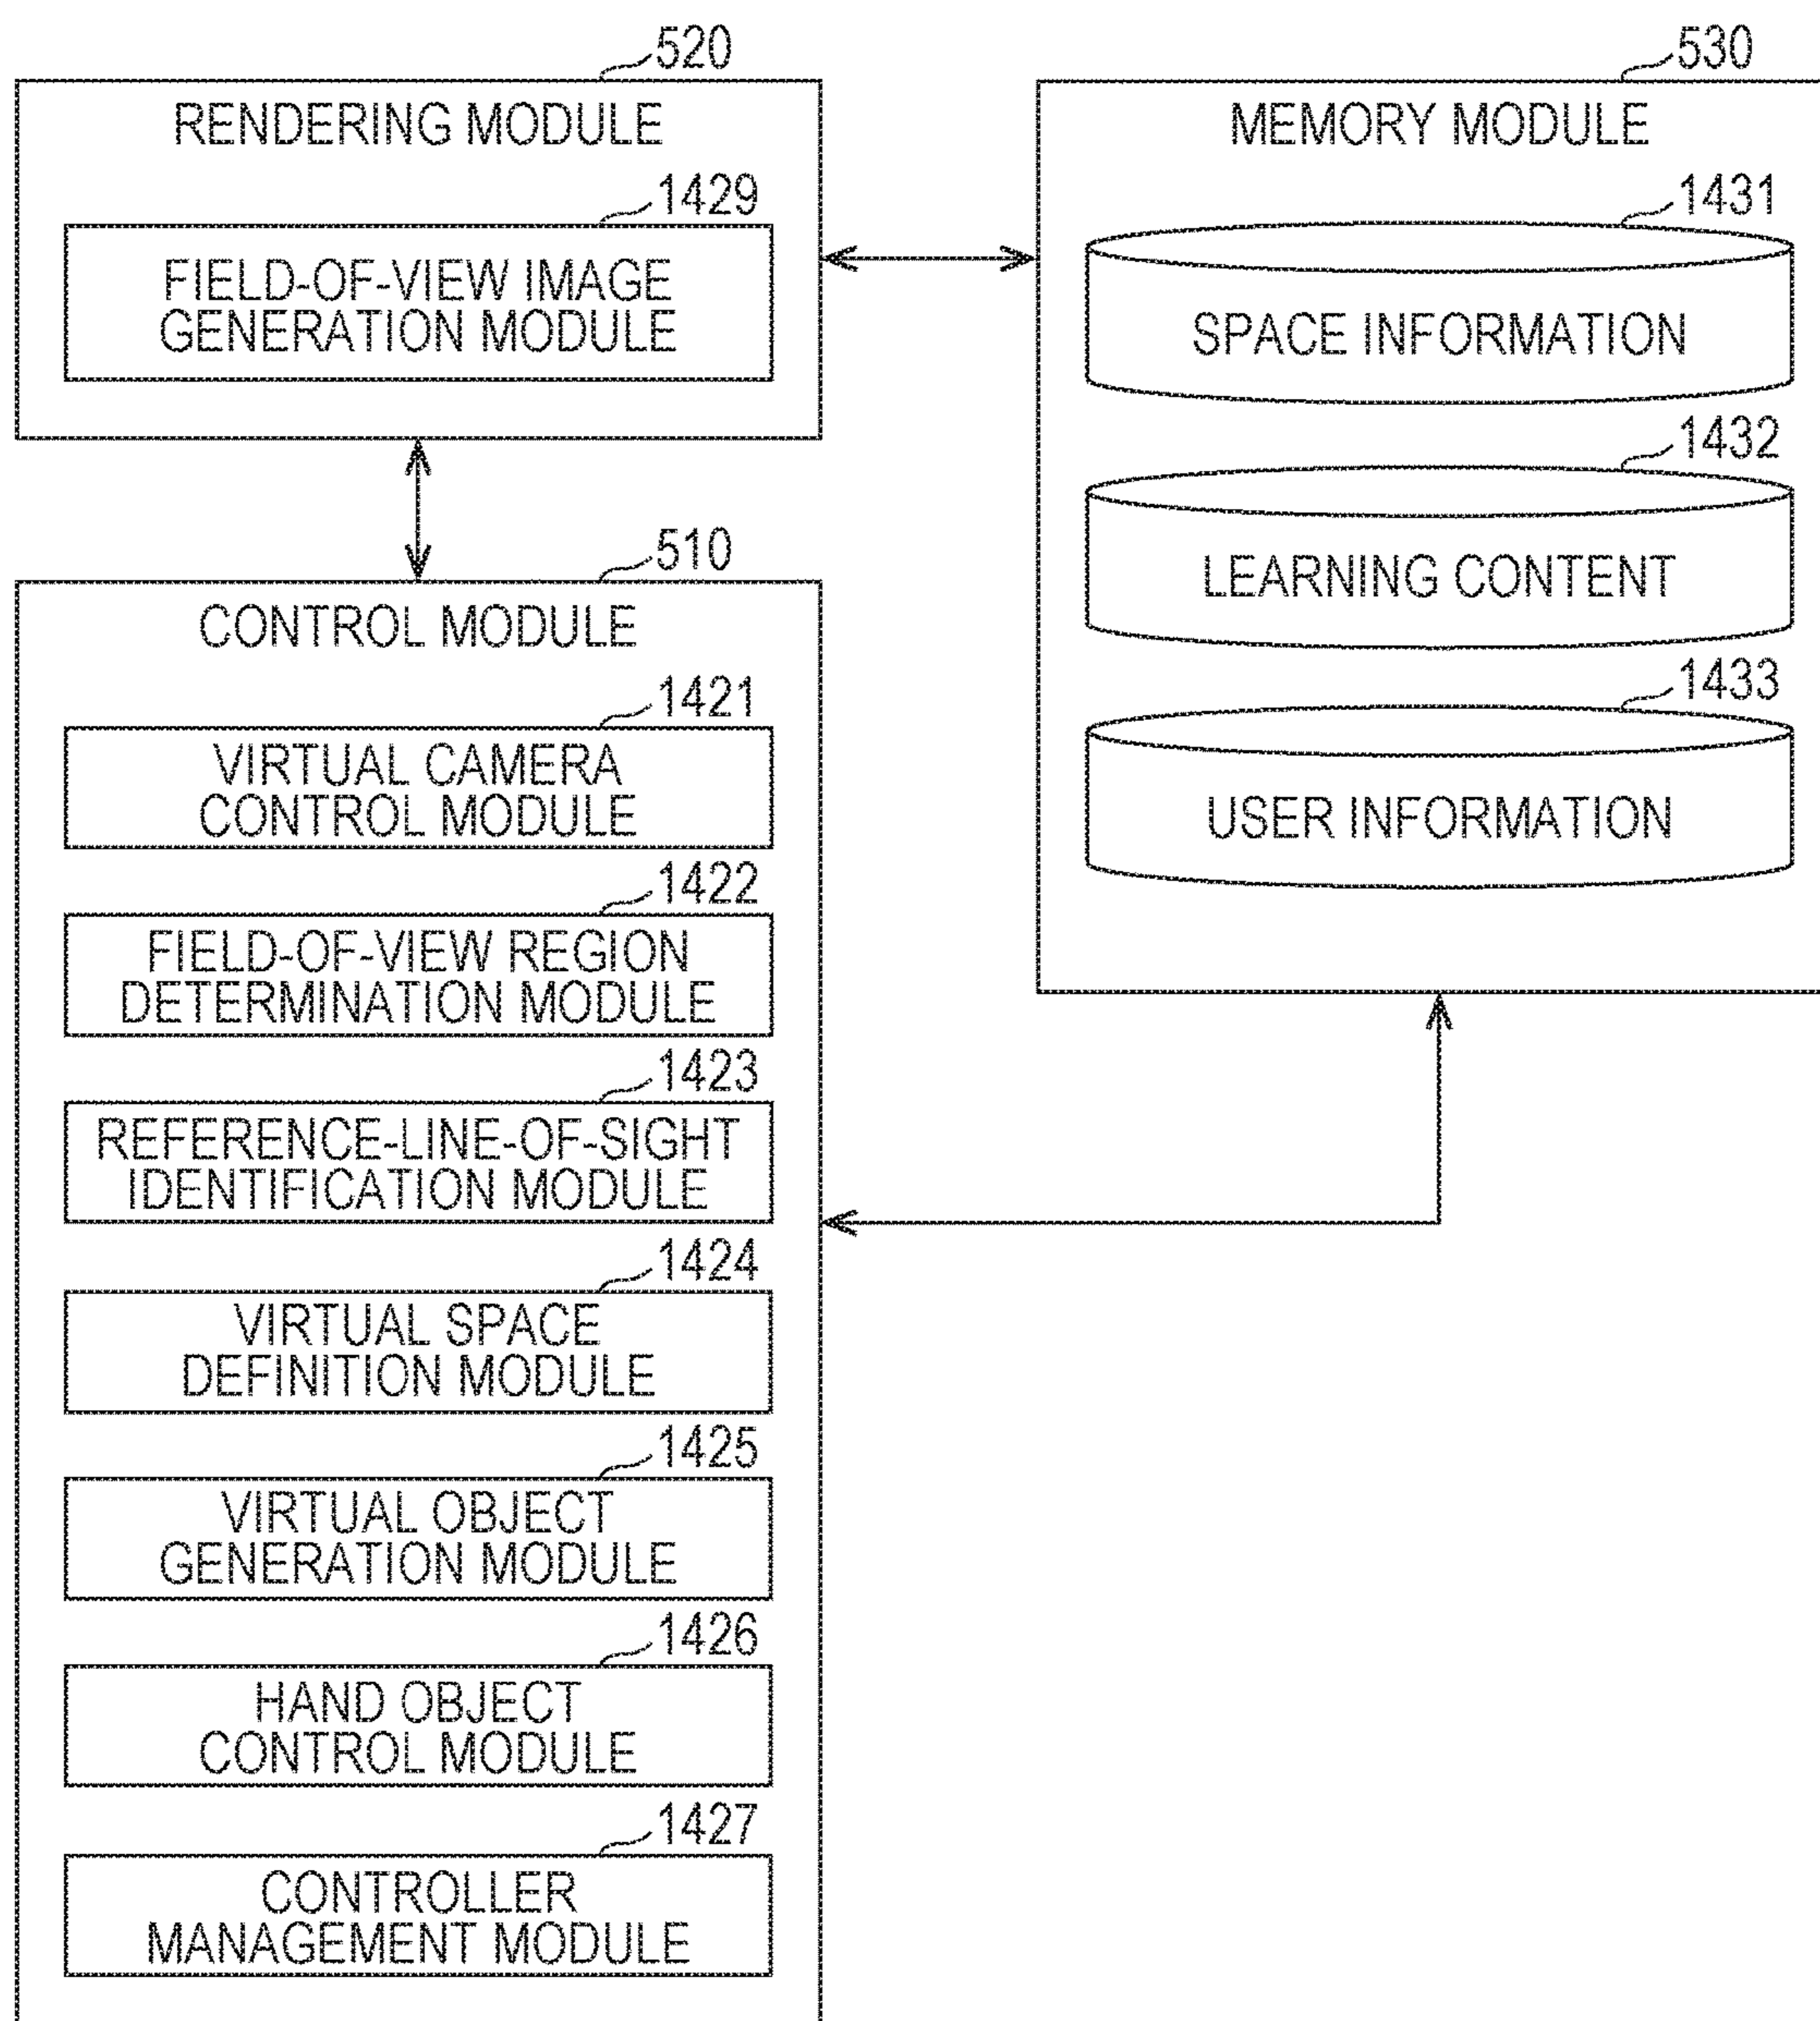 520
RENDERING MODULE
1429
FIELD-OF-VIEW IMAGE
GENERATION MODULE
530
MEMORY MODULE
1431
SPACE INFORMATION
1432
LEARNING CONTENT
1433
USER INFORMATION
510
CONTROL MODULE
1421
VIRTUAL CAMERA
CONTROL MODULE
1422
FIELD-OF-VIEW REGION
DETERMINATION MODULE
1423
REFERENCE-LINE-OF-SIGHT
IDENTIFICATION MODULE
1424
VIRTUAL SPACE
DEFINITION MODULE
1425
VIRTUAL OBJECT
GENERATION MODULE
1426
HAND OBJECT
CONTROL MODULE
1427
CONTROLLER
MANAGEMENT MODULE